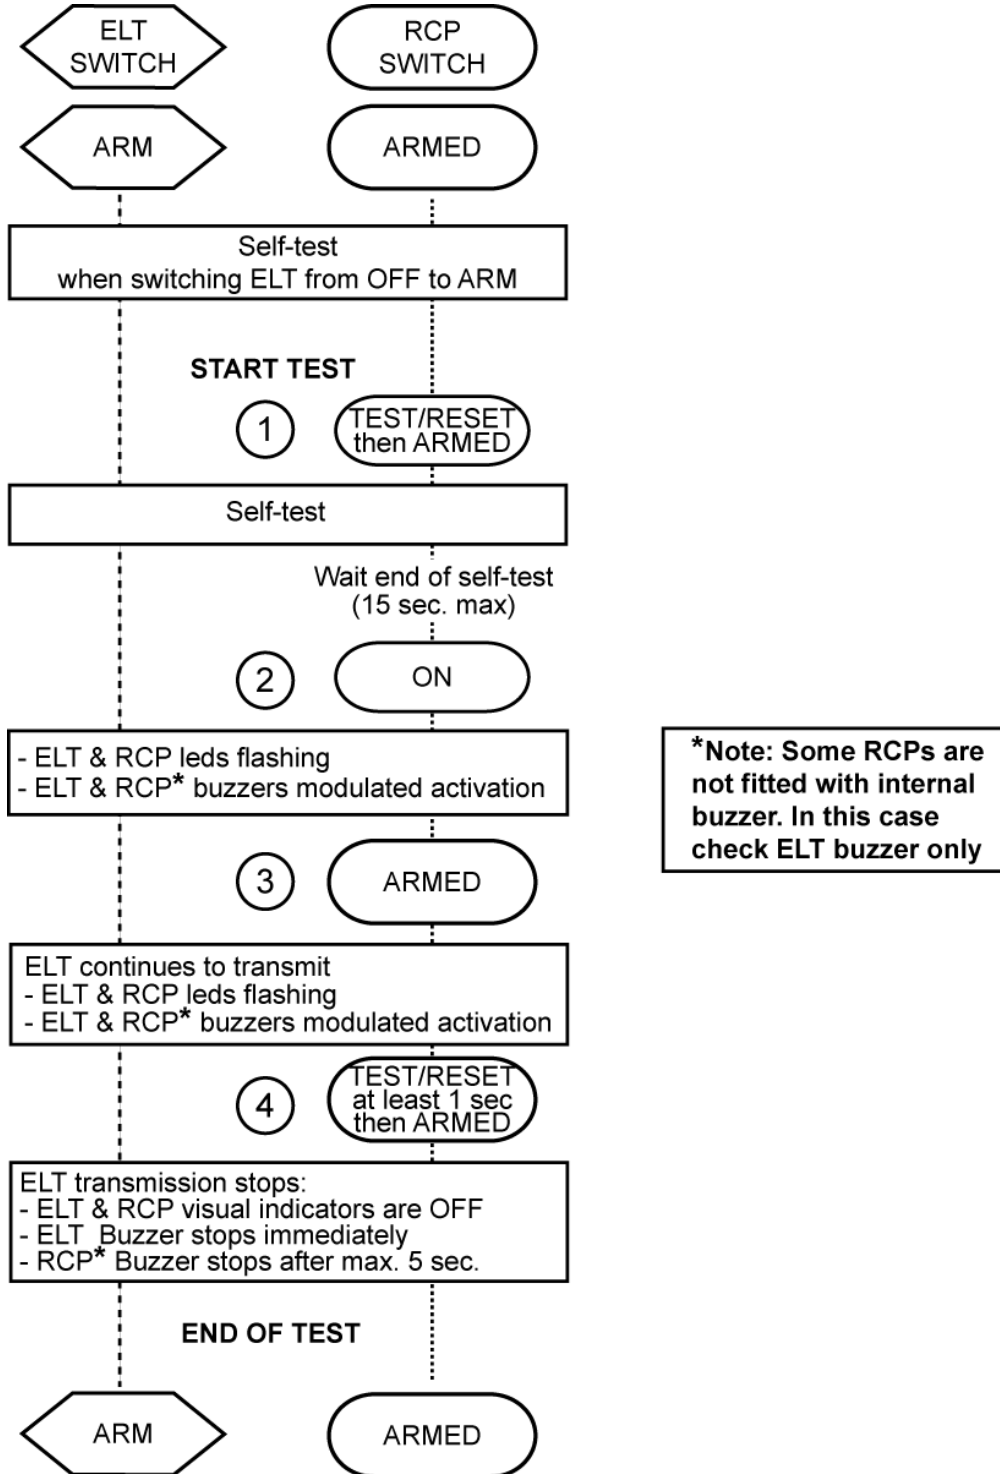 ELT
SWITCH
RCP
SWITCH
ARM
ARMED
Self-test
when switching ELT from OFF to ARM
START TEST
1
TEST/RESET
then ARMED
Self-test
Wait end of self-test
(15 sec. max)
2
ON
- ELT & RCP leds flashing
- ELT & RCP* buzzers modulated activation
*Note: Some RCPs are
not fitted with internal
buzzer. In this case
check ELT buzzer only
3
ARMED
ELT continues to transmit
- ELT & RCP leds flashing
- ELT & RCP* buzzers modulated activation
4
TEST/RESET
at least 1 sec
then ARMED
ELT transmission stops:
- ELT & RCP visual indicators are OFF
- ELT  Buzzer stops immediately
- RCP* Buzzer stops after max. 5 sec.
END OF TEST
ARM
ARMED